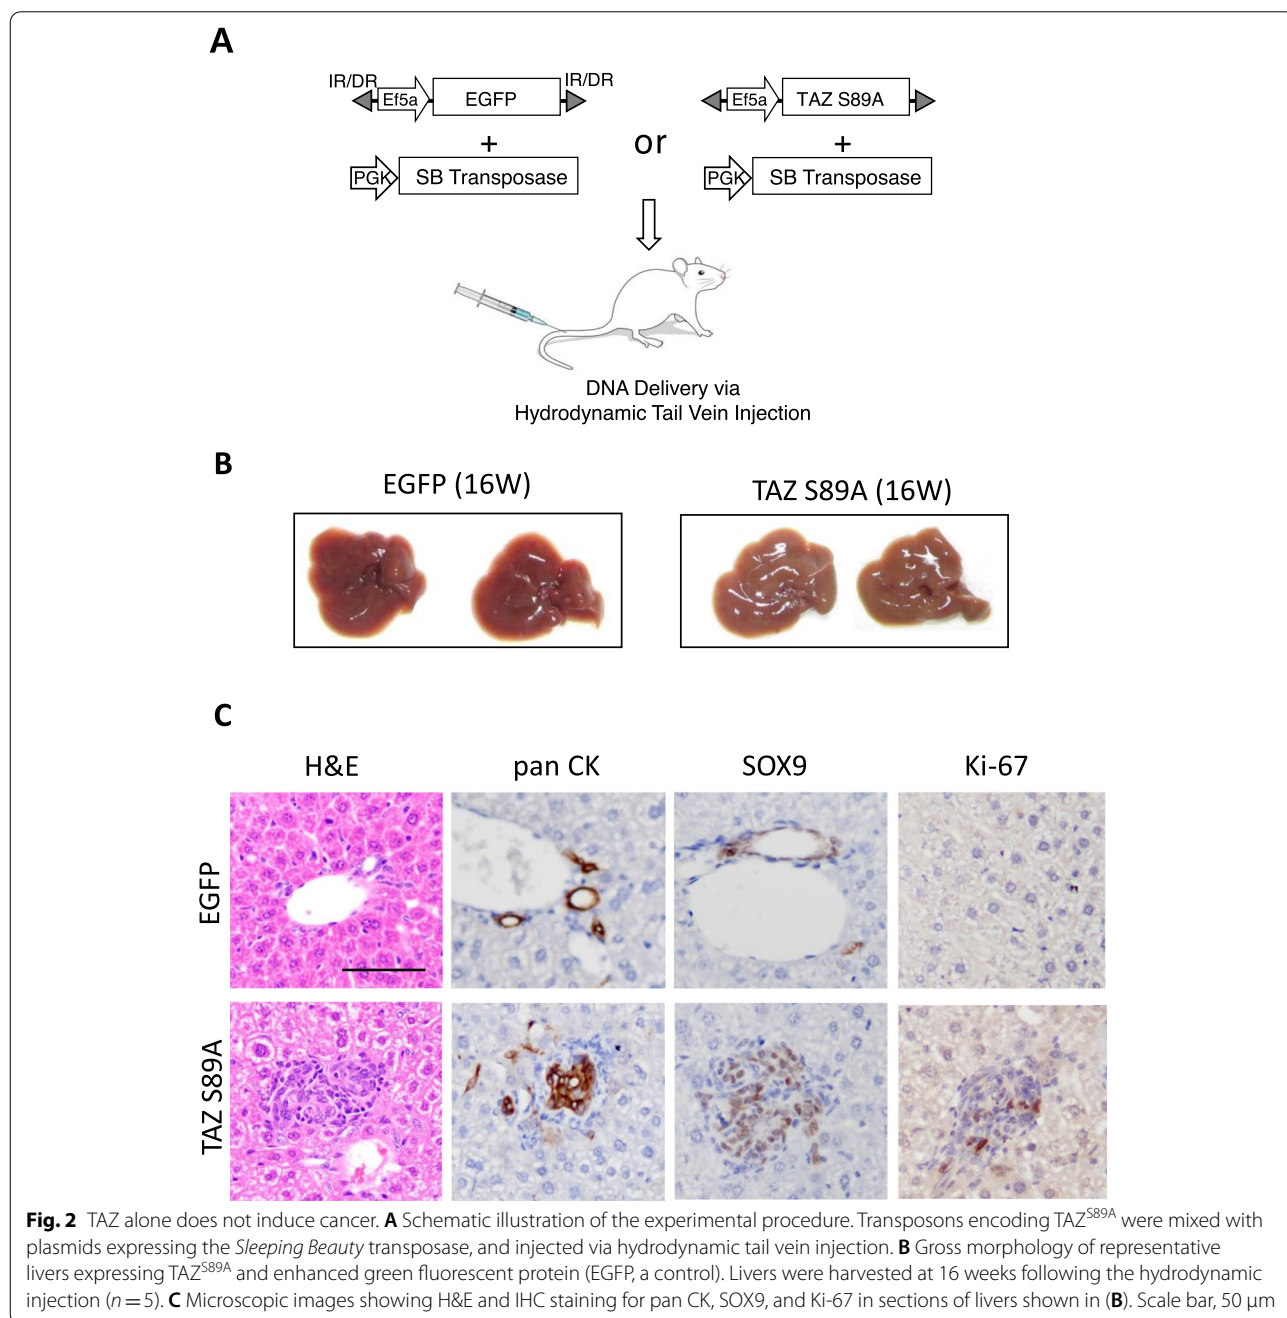 A
IR/DR
IR/DR
Ef5a
EGFP
Ef5a
TAZ S89A
+
or
+
PGK
SB Transposase
PGK
SB Transposase
DNA Delivery via
Hydrodynamic Tail Vein Injection
B
EGFP (16W)
TAZ S89A (16W)
C
H&E
pan CK
SOX9
Ki-67
EGFP
TAZ S89A
Fig. 2 TAZ alone does not induce cancer. A Schematic illustration of the experimental procedure. Transposons encoding TAZS89A were mixed with
plasmids expressing the Sleeping Beauty transposase, and injected via hydrodynamic tail vein injection. B Gross morphology of representative
livers expressing TAZS89A and enhanced green fluorescent protein (EGFP, a control). Livers were harvested at 16 weeks following the hydrodynamic
injection (n = 5). C Microscopic images showing H&E and IHC staining for pan CK, SOX9, and Ki-67 in sections of livers shown in (B). Scale bar, 50 µm